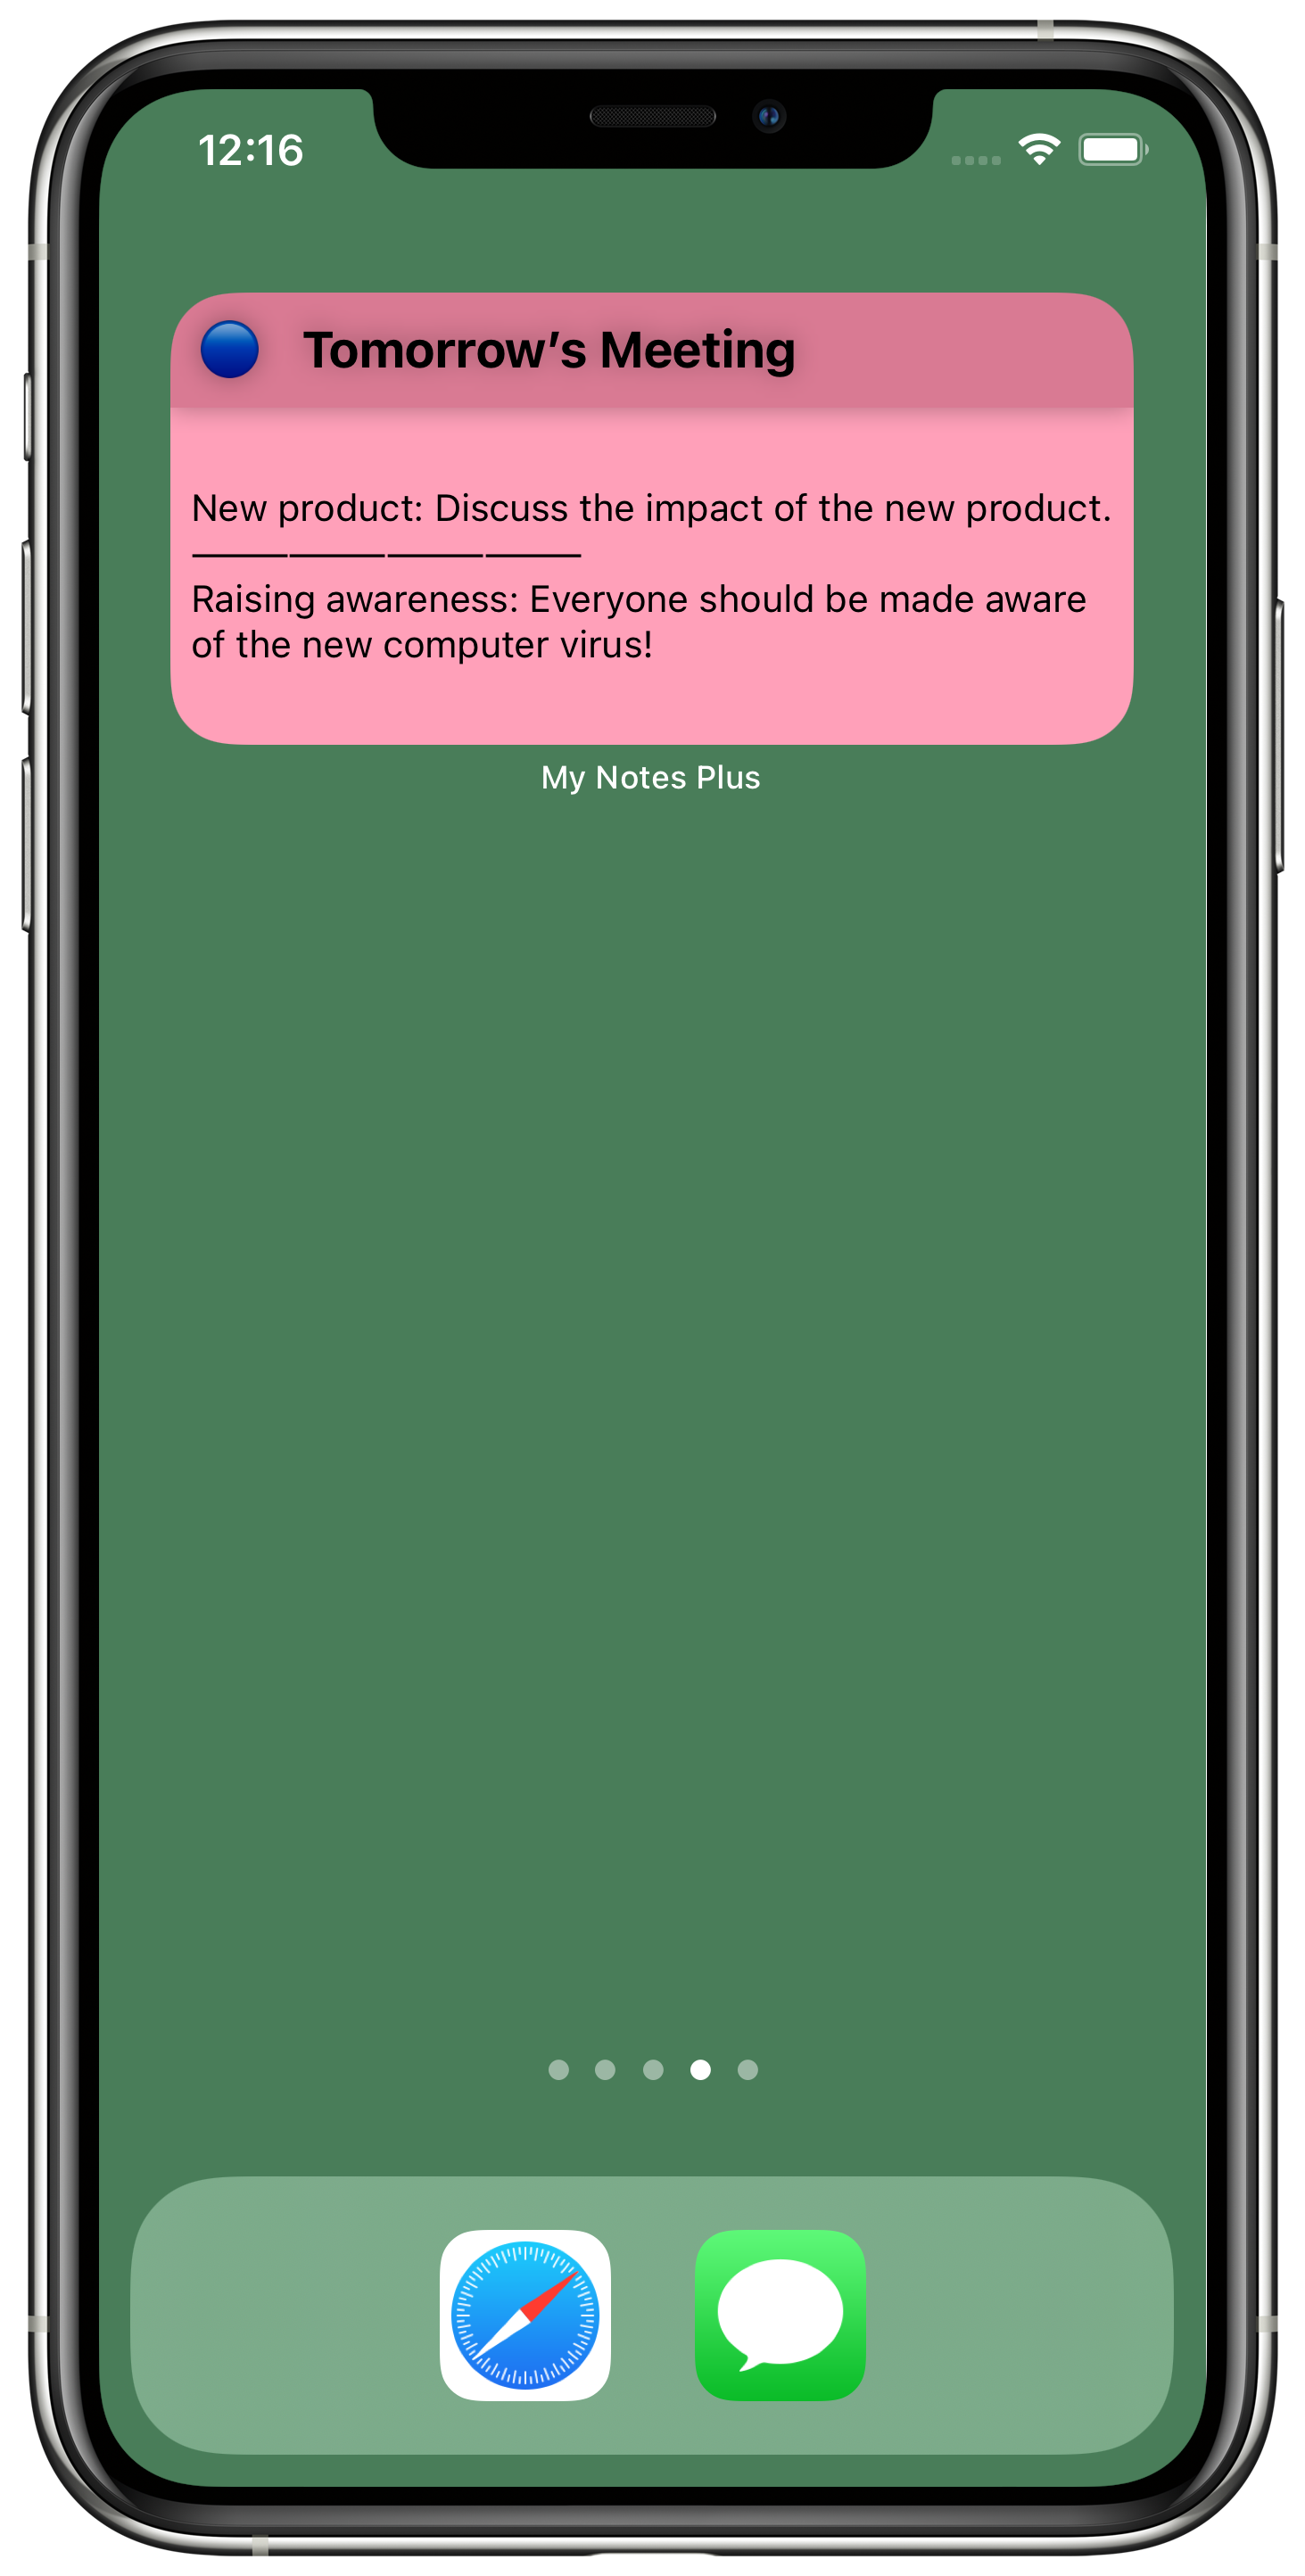 12:16
Tomorrow’s Meeting
New product: Discuss the impact of the new product.
————————
Raising awareness: Everyone should be made aware
of the new computer virus!
My Notes Plus